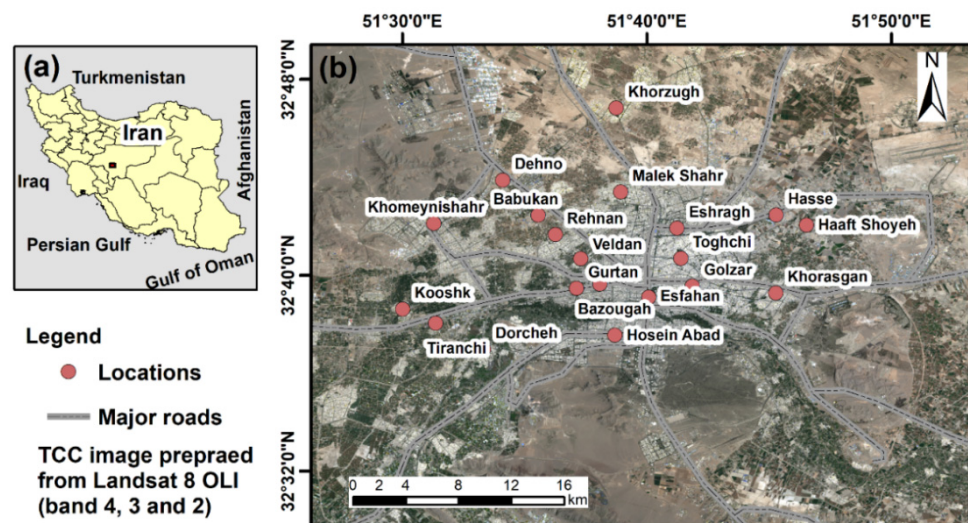 (a)
Turkmenistan
Iran
Iraq
Afghanistan
Persian Gulf
Gulf of Oman
Legend
Locations
Major roads
TCC image prepraed
from Landsat 8 OLI
(band 4, 3 and 2)
51°30'0"E
51°40'0"E
51°50'0"E
32°48'0"N
32°40'0"N
32°32'0"N
(b)
N
Khorzugh
Dehno
Malek Shahr
Babukan
Hasse
Khomeynishahr
Rehnan
Eshragh
Haaft Shoyeh
Veldan
Toghchi
Gurtan
Golzar
Khorasgan
Kooshk
Esfahan
Bazougah
Dorcheh
Hosein Abad
Tiranchi
0 2 4 8 12 16
km